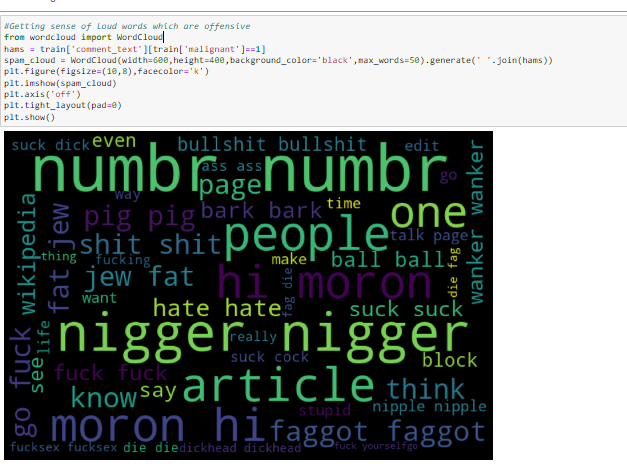 #Getting sense of loud words which are offensive
from wordcloud import WordCloud
hams = train['comment_text'][train['malignant']==1]
spam_cloud = WordCloud(width=600,height=400,background_color='black',max_words=50).generate(' '.join(hams))
plt.figure(figsize=(10,8),facecolor='k')
plt.imshow(spam_cloud)
plt.axis('off')
plt.tight_layout(pad=0)
plt.show()
suck dick
even
bullshit bullshit
edit
numbr numbr
ass ass
page
go
wanker wanker
way
time
wikipedia
fat jew
pig pig
bark bark
one
shit shit
people
talk page
thing
fucking
make
ball ball
die fag
jew fat
hi moron
fag die
want
hate hate
suck suck
nigger nigger
really
life
see
go fuck
suck cock
block
fuck fuck
say
article
think
know
stupid
nipple nipple
moron hi
faggot faggot
fucksex fucksex
die die
dickhead dickhead
fuck yourselfgo